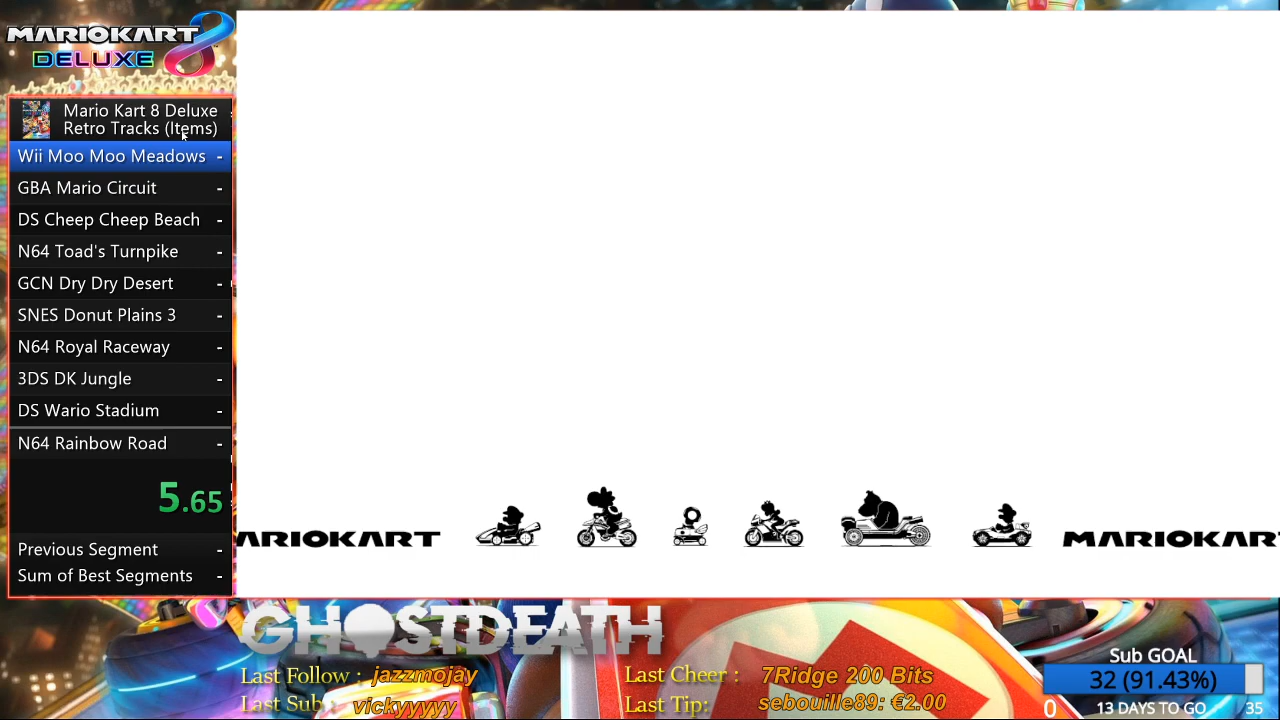 MARIOKART 8
DELUXE
Mario Kart 8 Deluxe
Retro Tracks (Items)
Wii Moo Moo Meadows -
GBA Mario Circuit -
DS Cheep Cheep Beach -
N64 Toad's Turnpike -
GCN Dry Dry Desert -
SNES Donut Plains 3 -
N64 Royal Raceway -
3DS DK Jungle -
DS Wario Stadium -
N64 Rainbow Road -
5.65
Previous Segment -
Sum of Best Segments -
ARIOKART MARIOKAR
GHOSTDEATH
Last Follow : jazzmojay
Last Sub : vickyyyyy
Last Cheer : 7Ridge 200 Bits
Last Tip: sebouille89: €2.00
Sub GOAL
32 (91.43%)
0 13 DAYS TO GO 35